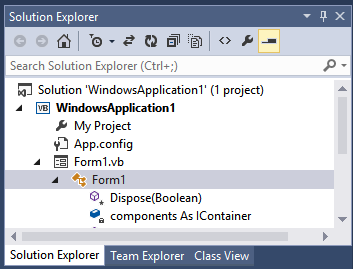 Solution Explorer
Search Solution Explorer (Ctrl+;)
Solution 'WindowsApplication1' (1 project)
VB WindowsApplication1
My Project
App.config
Form1.vb
Form1
Dispose(Boolean)
components As IContainer
Solution Explorer Team Explorer Class View